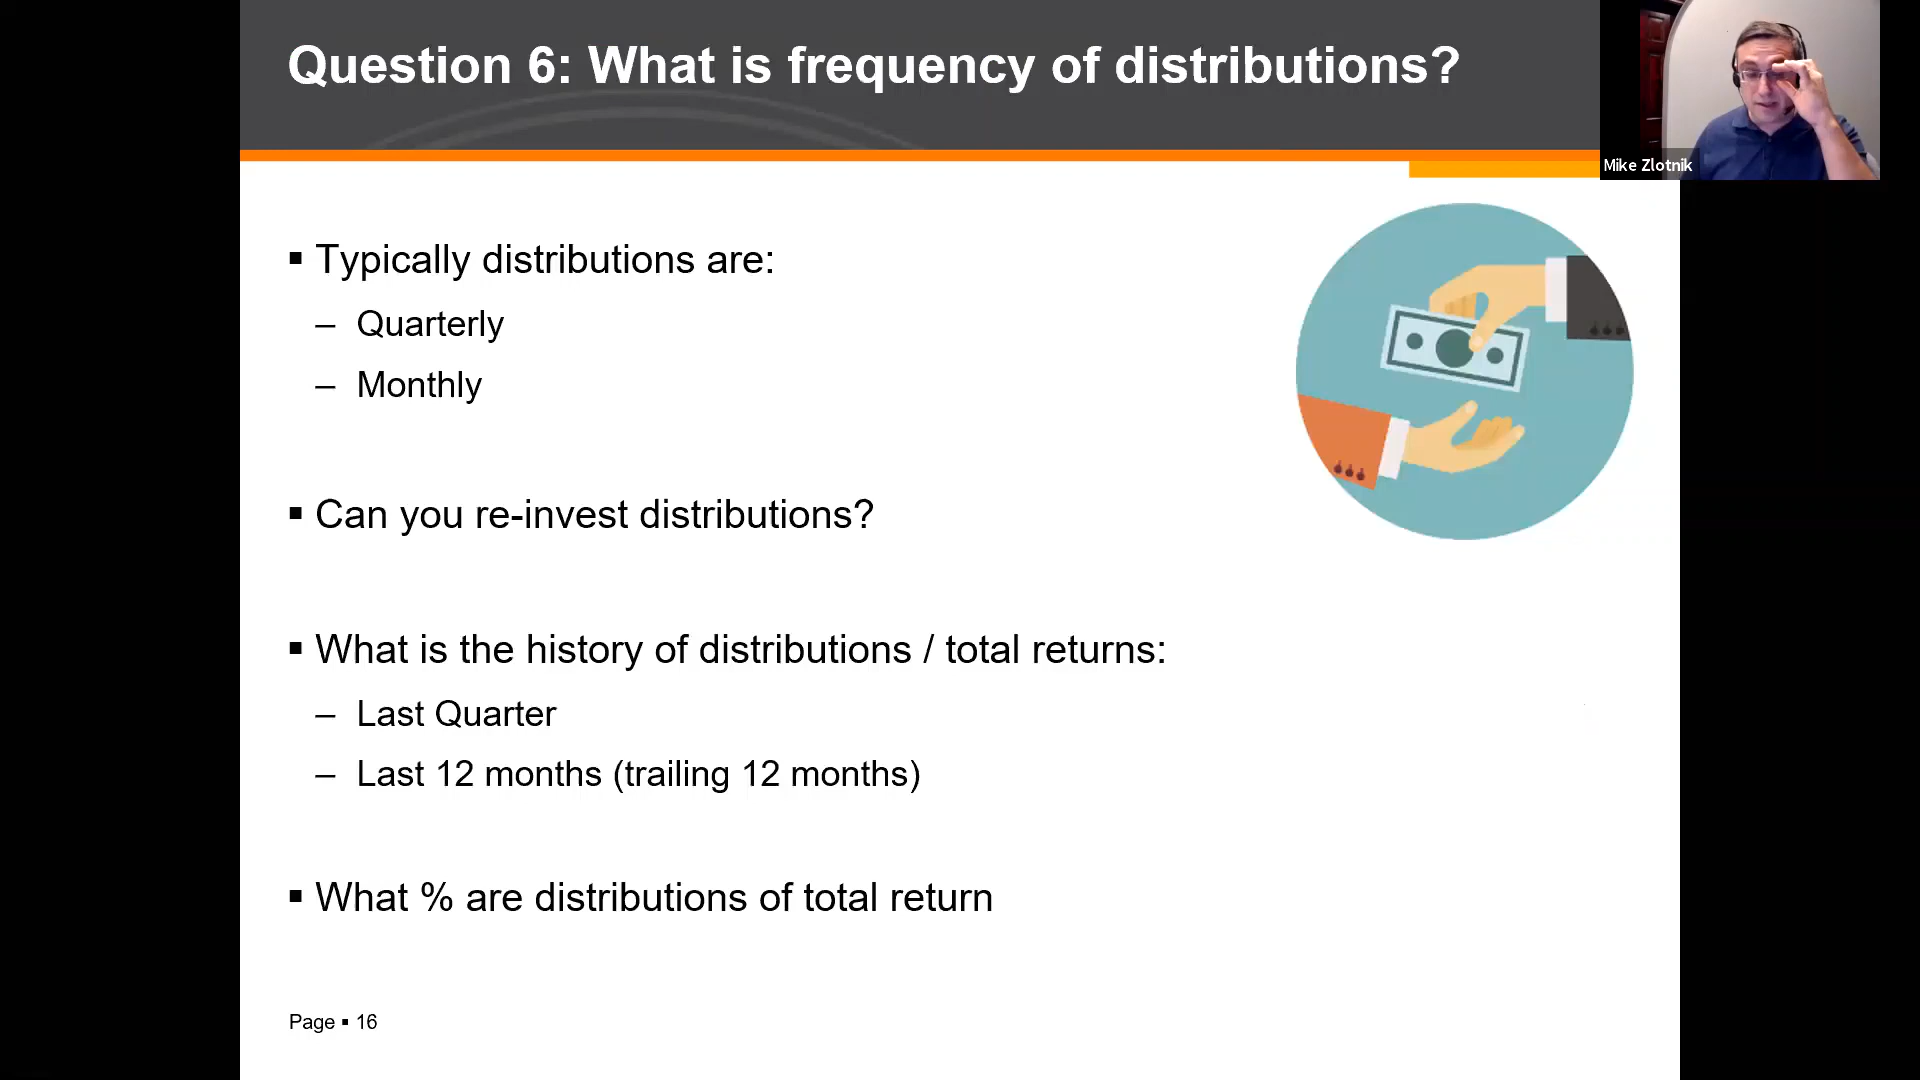 Question 6: What is frequency of distributions?
Mike Zlotnik
▪ Typically distributions are:
– Quarterly
– Monthly
▪ Can you re-invest distributions?
▪ What is the history of distributions / total returns:
– Last Quarter
– Last 12 months (trailing 12 months)
▪ What % are distributions of total return
Page ▪ 16